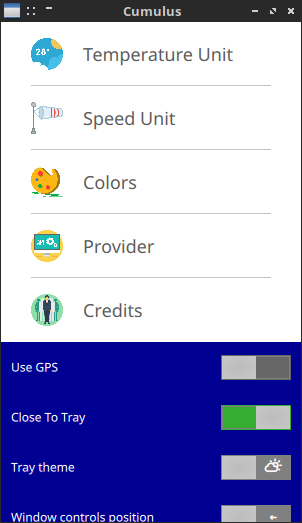 Cumulus
28°
Temperature Unit
Speed Unit
Colors
Provider
Credits
Use GPS
Close To Tray
Tray theme
Window controls position